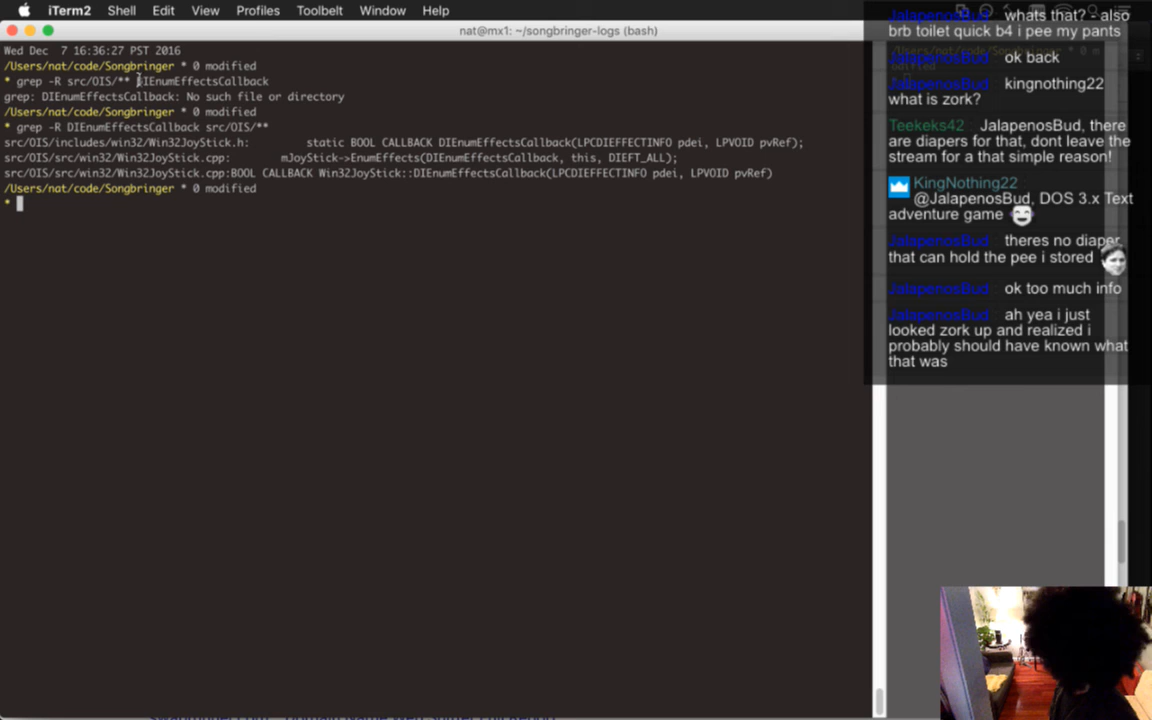 iTerm2 Shell Edit View Profiles Toolbelt Window Help
nat@mx1: ~/songbringer-logs (bash)
Wed Dec  7 16:36:27 PST 2016
/Users/nat/code/Songbringer * 0 modified
* grep -R src/OIS/** DIEnumEffectsCallback
grep: DIEnumEffectsCallback: No such file or directory
/Users/nat/code/Songbringer * 0 modified
* grep -R DIEnumEffectsCallback src/OIS/**
src/OIS/includes/win32/Win32JoyStick.h:          static BOOL CALLBACK DIEnumEffectsCallback(LPCDIEFFECTINFO pdei, LPVOID pvRef);
src/OIS/src/win32/Win32JoyStick.cpp:         mJoyStick->EnumEffects(DIEnumEffectsCallback, this, DIEFT_ALL);
src/OIS/src/win32/Win32JoyStick.cpp:BOOL CALLBACK Win32JoyStick::DIEnumEffectsCallback(LPCDIEFFECTINFO pdei, LPVOID pvRef)
/Users/nat/code/Songbringer * 0 modified
*
JalapenosBud whats that? - also
brb toilet quick b4 i pee my pants
JalapenosBud ok back
JalapenosBud kingnothing22
what is zork?
Teekeks42 JalapenosBud, there
are diapers for that, dont leave the
stream for a that simple reason!
KingNothing22
@JalapenosBud, DOS 3.x Text
adventure game
JalapenosBud theres no diaper
that can hold the pee i stored
JalapenosBud ok too much info
JalapenosBud ah yea i just
looked zork up and realized i
probably should have known what
that was